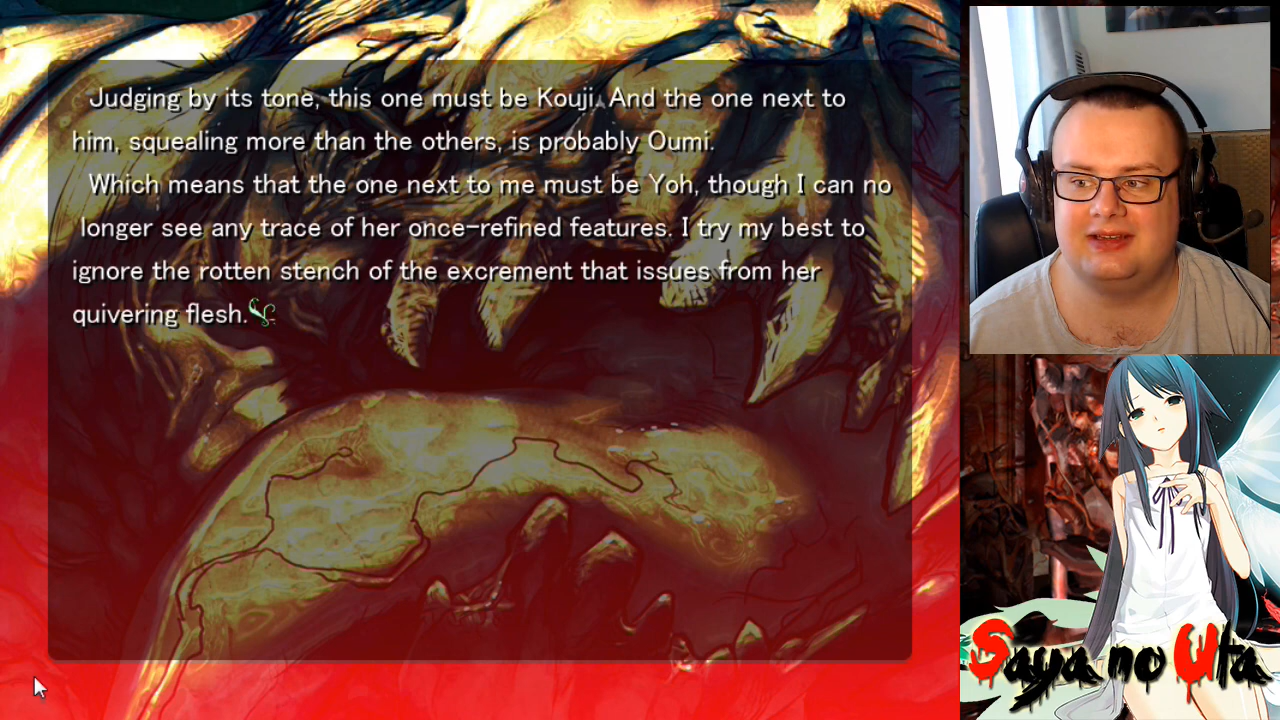 Judging by its tone, this one must be Kouji. And the one next to
him, squealing more than the others, is probably Oumi.
Which means that the one next to me must be Yoh, though I can no
longer see any trace of her once-refined features. I try my best to
ignore the rotten stench of the excrement that issues from her
quivering flesh.
Saya no Uta